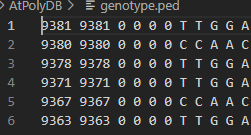 AtPolyDB > genotype.ped
1 9381 9381 0 0 0 0 T T G G A
2 9380 9380 0 0 0 0 C C A A C
3 9378 9378 0 0 0 0 T T G G A
4 9371 9371 0 0 0 0 T T G G A
5 9367 9367 0 0 0 0 C C A A C
6 9363 9363 0 0 0 0 T T G G A